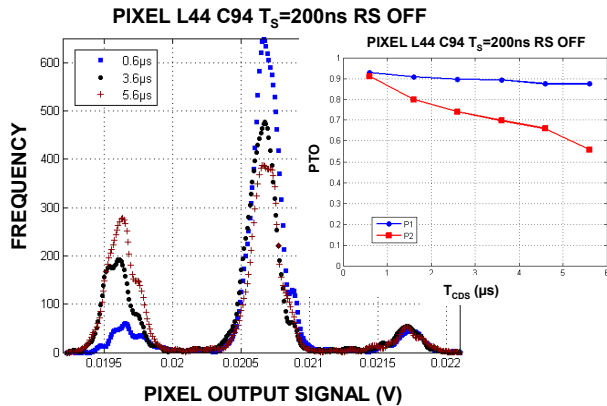 PIXEL L44 C94 T_S=200ns RS OFF
0.6µs
3.6µs
5.6µs
600
500
400
300
200
100
0
FREQUENCY
0.0195
0.02
0.0205
0.021
0.0215
0.022
PIXEL OUTPUT SIGNAL (V)
PIXEL L44 C94 T_S=200ns RS OFF
1
0.9
0.8
0.7
0.6
0.5
0.4
0.3
0.2
0.1
0
PTO
P1
P2
0
1
2
3
4
5
6
T_CDS (µs)